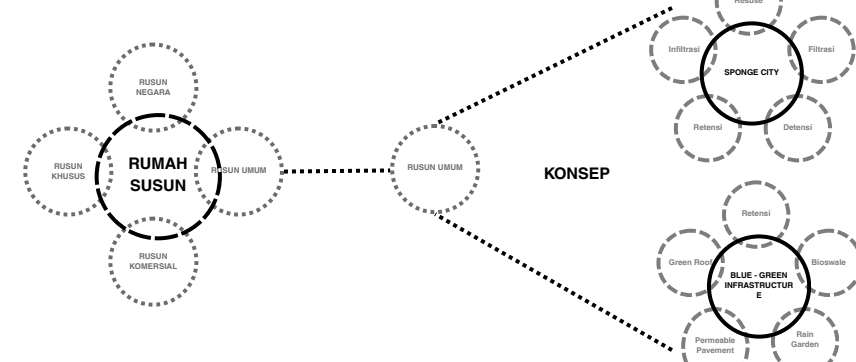 RUMAH
SUSUN
RUSUN
NEGARA
RUSUN
KHUSUS
RUSUN UMUM
RUSUN
KOMERSIAL
RUSUN UMUM
KONSEP
Resuse
Infiltrasi
Filtrasi
SPONGE CITY
Retensi
Detensi
Retensi
Green Roof
Bioswale
BLUE - GREEN
INFRASTRUCTUR
E
Permeable
Pavement
Rain
Garden